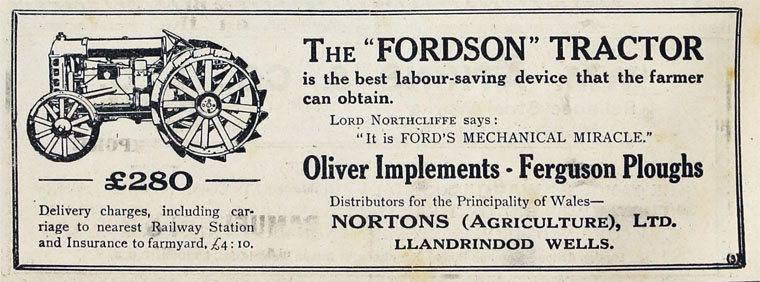 £280
Delivery charges, including car-
riage to nearest Railway Station
and Insurance to farmyard, £4 : 10.
THE "FORDSON" TRACTOR
is the best labour-saving device that the farmer
can obtain.
LORD NORTHCLIFFE says :
"It is FORD'S MECHANICAL MIRACLE."
Oliver Implements - Ferguson Ploughs
Distributors for the Principality of Wales—
NORTONS (AGRICULTURE), LTD.
LLANDRINDOD WELLS.